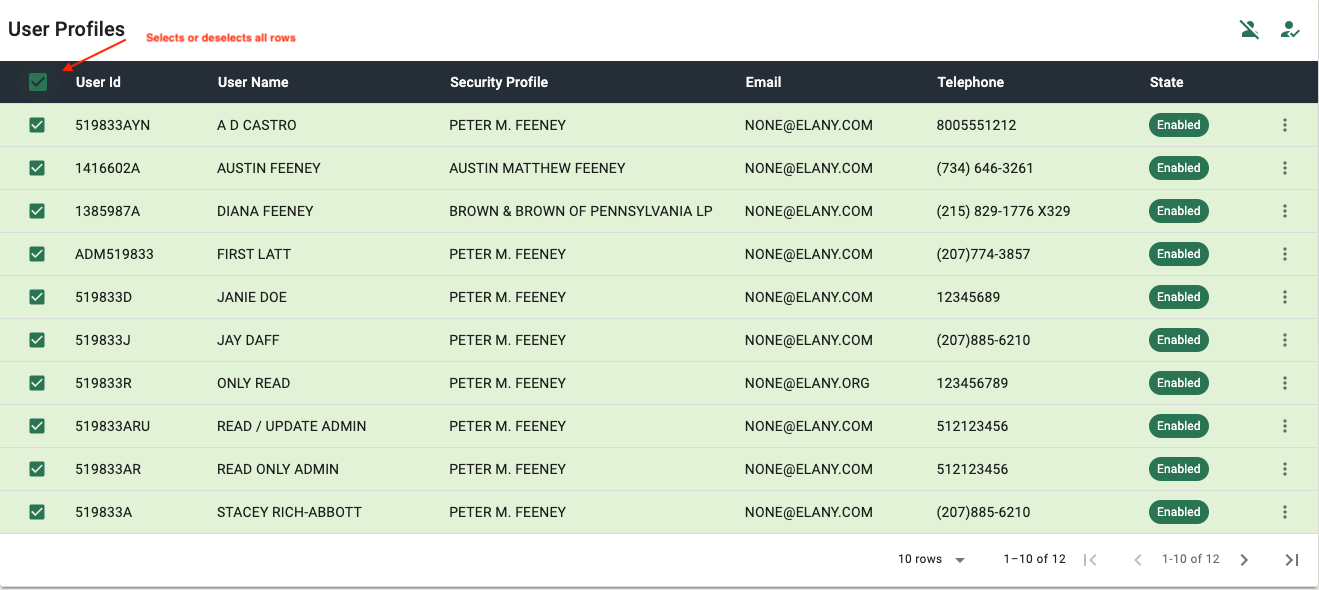 User Profiles
Selects or deselects all rows
User Id User Name Security Profile Email Telephone State
519833AYN A D CASTRO PETER M. FEENEY NONE@ELANY.COM 8005551212 Enabled
1416602A AUSTIN FEENEY AUSTIN MATTHEW FEENEY NONE@ELANY.COM (734) 646-3261 Enabled
1385987A DIANA FEENEY BROWN & BROWN OF PENNSYLVANIA LP NONE@ELANY.COM (215) 829-1776 X329 Enabled
ADM519833 FIRST LATT PETER M. FEENEY NONE@ELANY.COM (207)774-3857 Enabled
519833D JANIE DOE PETER M. FEENEY NONE@ELANY.COM 12345689 Enabled
519833J JAY DAFF PETER M. FEENEY NONE@ELANY.COM (207)885-6210 Enabled
519833R ONLY READ PETER M. FEENEY NONE@ELANY.ORG 123456789 Enabled
519833ARU READ / UPDATE ADMIN PETER M. FEENEY NONE@ELANY.COM 512123456 Enabled
519833AR READ ONLY ADMIN PETER M. FEENEY NONE@ELANY.COM 512123456 Enabled
519833A STACEY RICH-ABBOTT PETER M. FEENEY NONE@ELANY.COM (207)885-6210 Enabled
10 rows 1–10 of 12 1-10 of 12